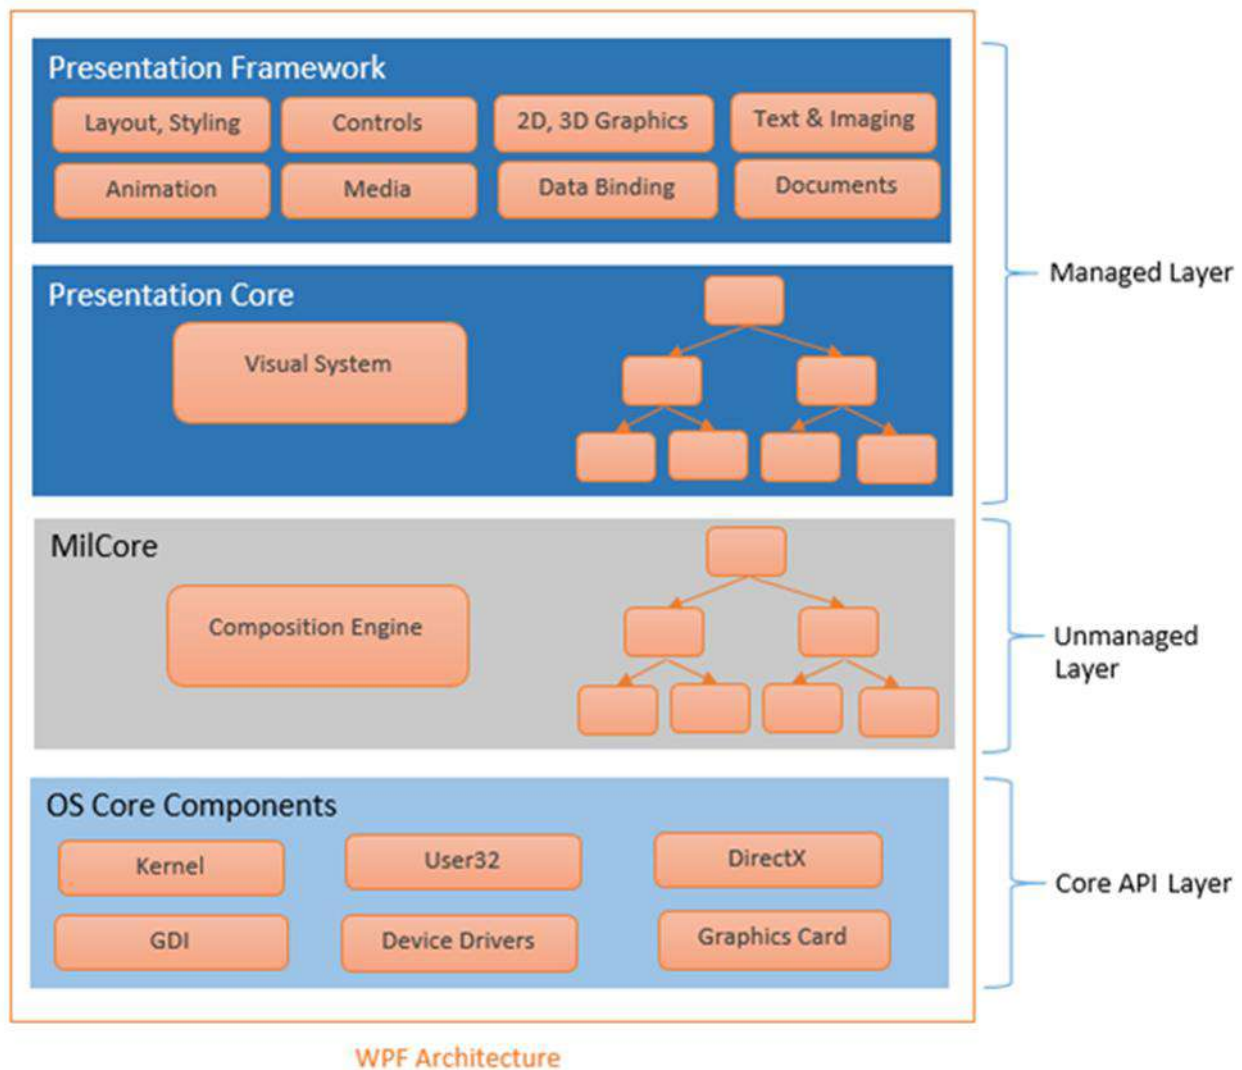 Presentation Framework
Layout, Styling
Controls
2D, 3D Graphics
Text & Imaging
Animation
Media
Data Binding
Documents
Managed Layer
Presentation Core
Visual System
MilCore
Composition Engine
Unmanaged
Layer
OS Core Components
Kernel
User32
DirectX
Core API Layer
GDI
Device Drivers
Graphics Card
WPF Architecture